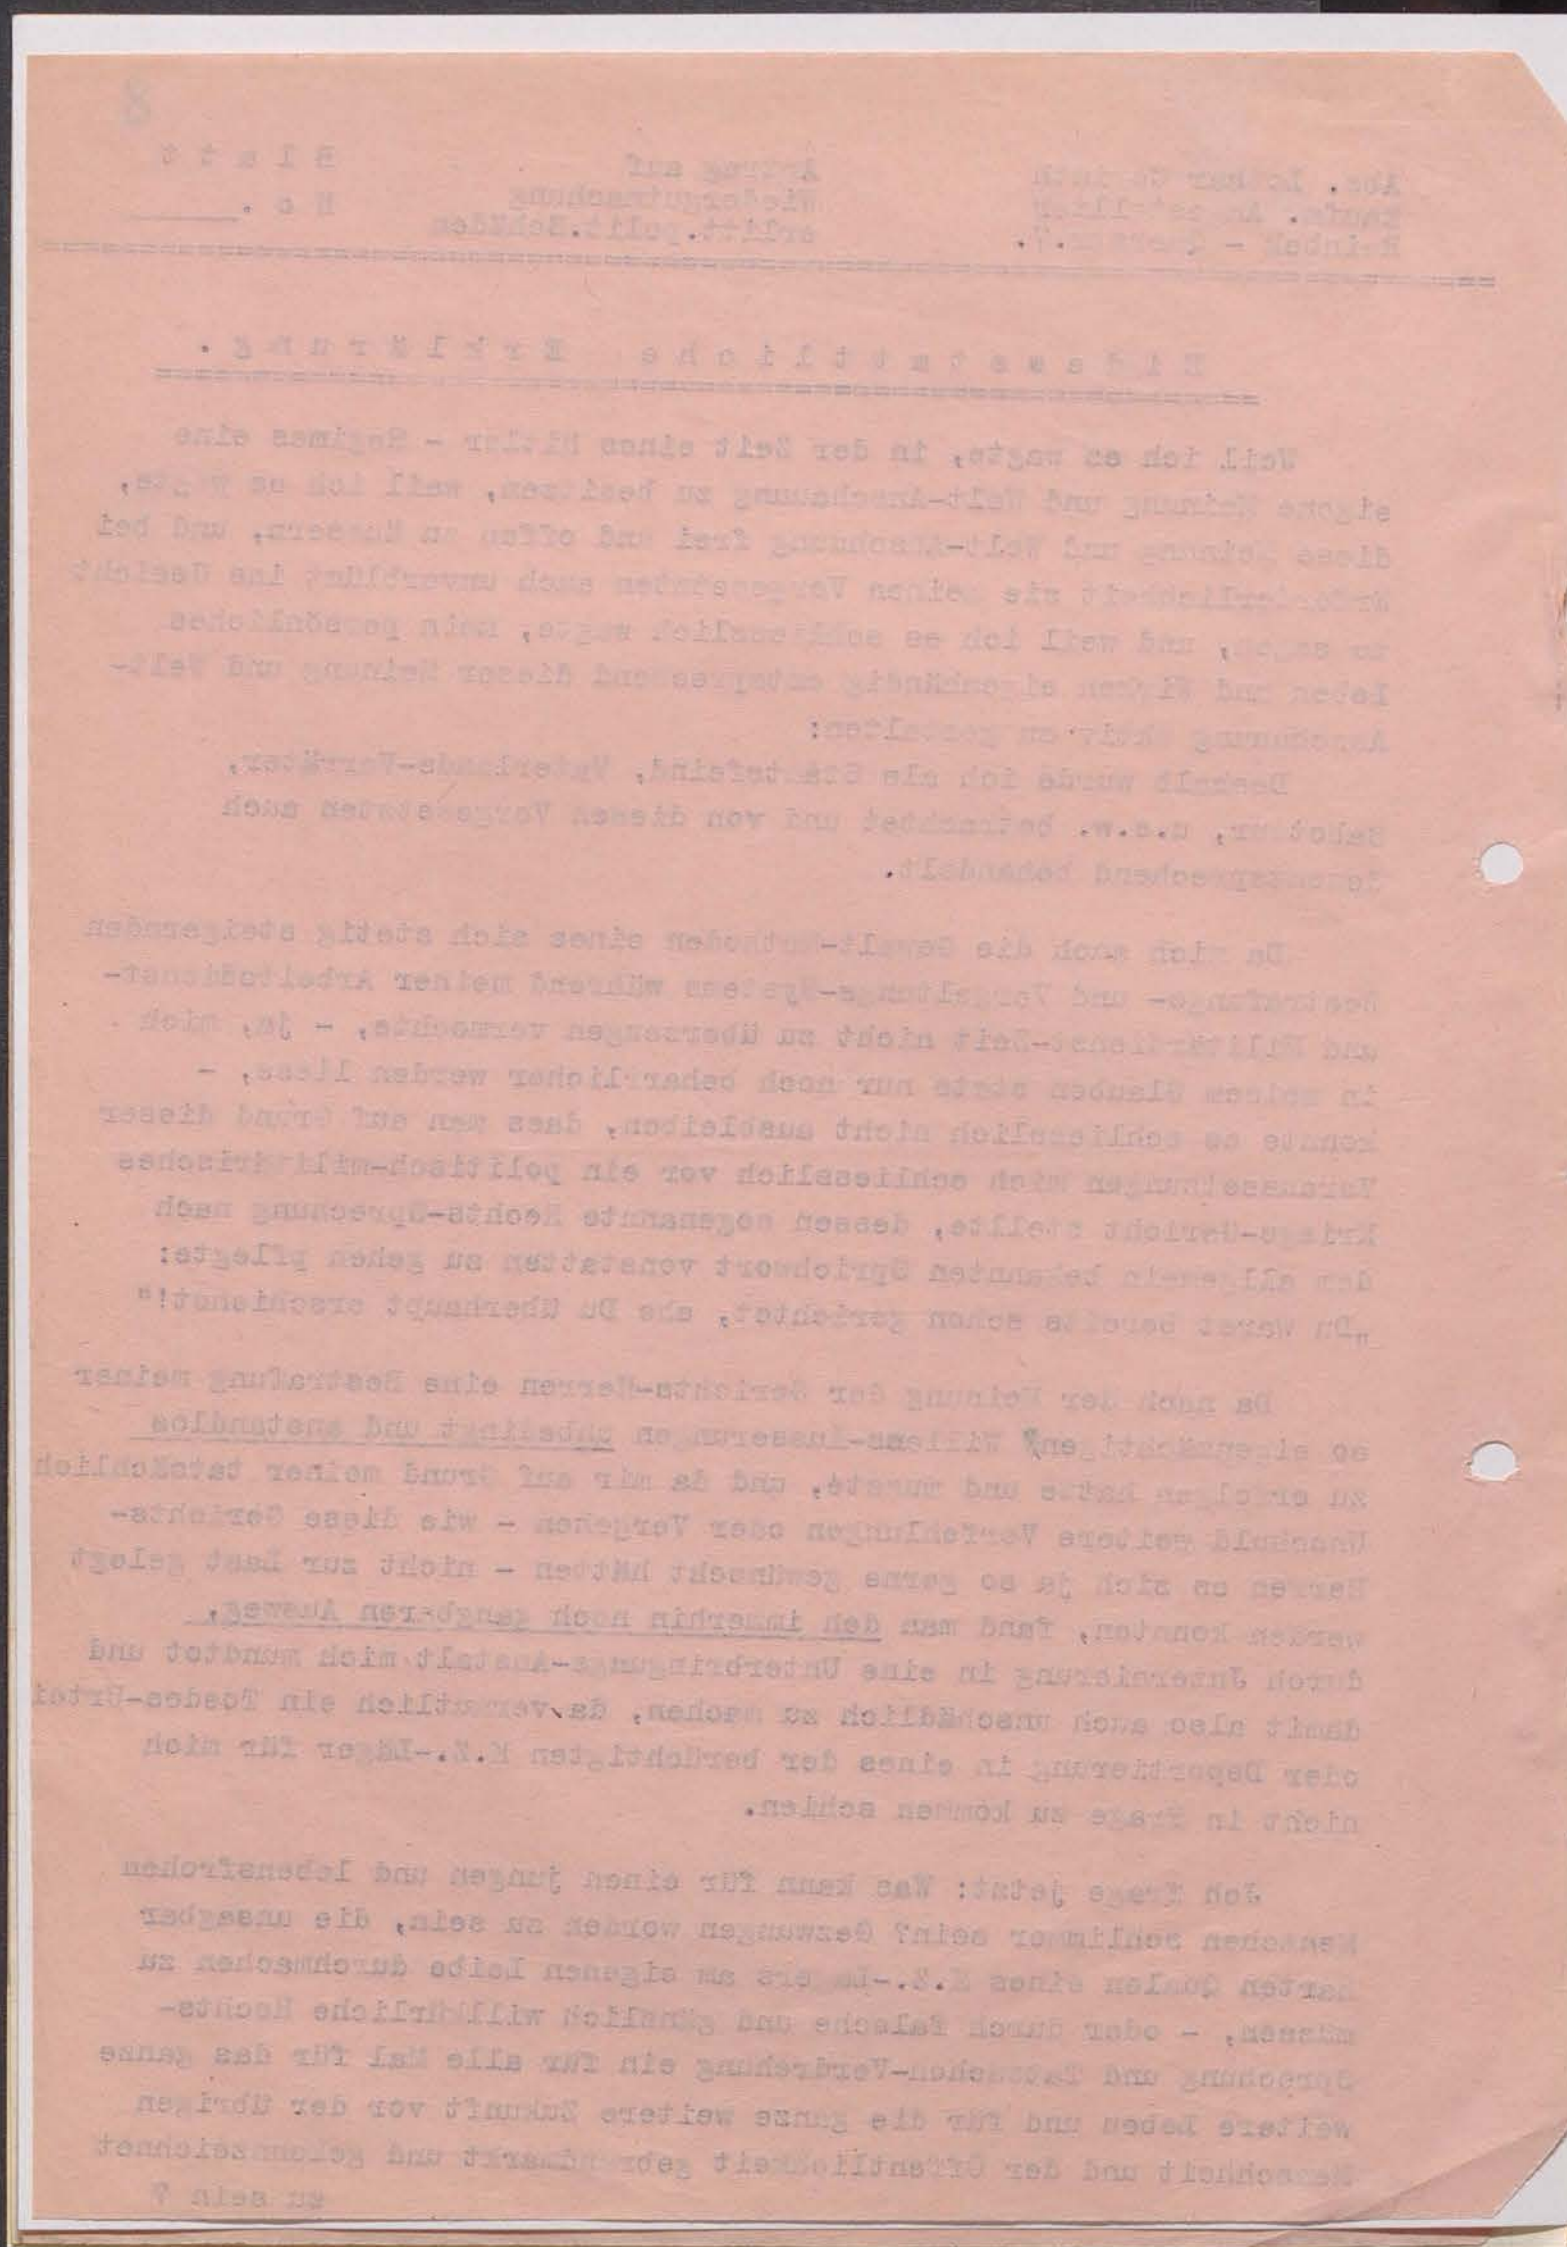 8
Abs. Lothar
kaufm. Angestellter
Reinbek - Querstr.7.
Antrag auf
Wiedergutmachung
erlitt.polit.Schäden
B l a t t
N o .
E i d e s s t a t t l i c h e   E r k l ä r u n g .
Weil ich es wagte, in der Zeit eines Hitler - Regimes eine
eigene Meinung und Welt-Anschauung zu besitzen, weil ich es wagte,
diese Meinung und Welt-Anschauung frei und offen zu äussern, und bei
Erforderlichkeit sie meinen Vorgesetzten auch unverblümt ins Gesicht
zu sagen, und weil ich es schliesslich wagte, mein persönliches
Leben und Wirken eigenhändig entsprechend dieser Meinung und Welt-
Anschauung aktiv zu gestalten:
Deshalb wurde ich als Staatsfeind, Vaterlands-Verräter,
Saboteur, u.s.w. betrachtet und von diesen Vorgesetzten auch
dementsprechend behandelt.
Da mich auch die Gewalt-Methoden eines sich stetig steigernden
Bestrafungs- und Vergeltungs-Systems während meiner Arbeitsdienst-
und Militärdienst-Zeit nicht zu überzeugen vermochte, - ja, mich
in meinem Glauben stets nur noch beharrlicher werden liess, -
konnte es schliesslich nicht ausbleiben, dass man auf Grund dieser
Voraussetzungen mich schliesslich vor ein politisch-militärisches
Kriegs-Gericht stellte, dessen sogenannte Rechts-Sprechung nach
dem allgemein bekannten Sprichwort vonstatten zu gehen pflegte:
„Du warst bereits schon gerichtet, ehe Du überhaupt erschienst!"
Da nach der Meinung der Gerichts-Herren eine Bestrafung meiner
so eigenmächtigen Willens-Äusserungen unbedingt und anstandlos
zu erfolgen hatte und musste, und da mir auf Grund meiner tatsächlich
Unschuld weitere Verfehlungen oder Vergehen - wie diese Gerichts-
Herren es sich ja so gerne gewünscht hätten - nicht zur Last gelegt
werden konnten, fand man den immerhin noch gangbaren Ausweg,
durch Internierung in eine Unterbringungs-Anstalt mich mundtot und
damit also auch unschädlich zu machen, da vermutlich ein Todes-Urtei
oder Deportierung in eines der berüchtigten K.Z.-Läger für mich
nicht in Frage zu kommen schien.
Ich frage jetzt: Was kann für einen jungen und lebensfrohen
Menschen schlimmer sein? Gezwungen worden zu sein, die unsagbar
harten Qualen eines K.Z.-Lagers am eigenen Leibe durchmachen zu
müssen, - oder durch falsche und gänzlich willkürliche Rechts-
Sprechung und Tatsachen-Verdrehung ein für alle Mal für das ganze
weitere Leben und für die ganze weitere Zukunft vor der übrigen
Menschheit und der Öffentlichkeit gebrandmarkt und gekennzeichnet
zu sein ?